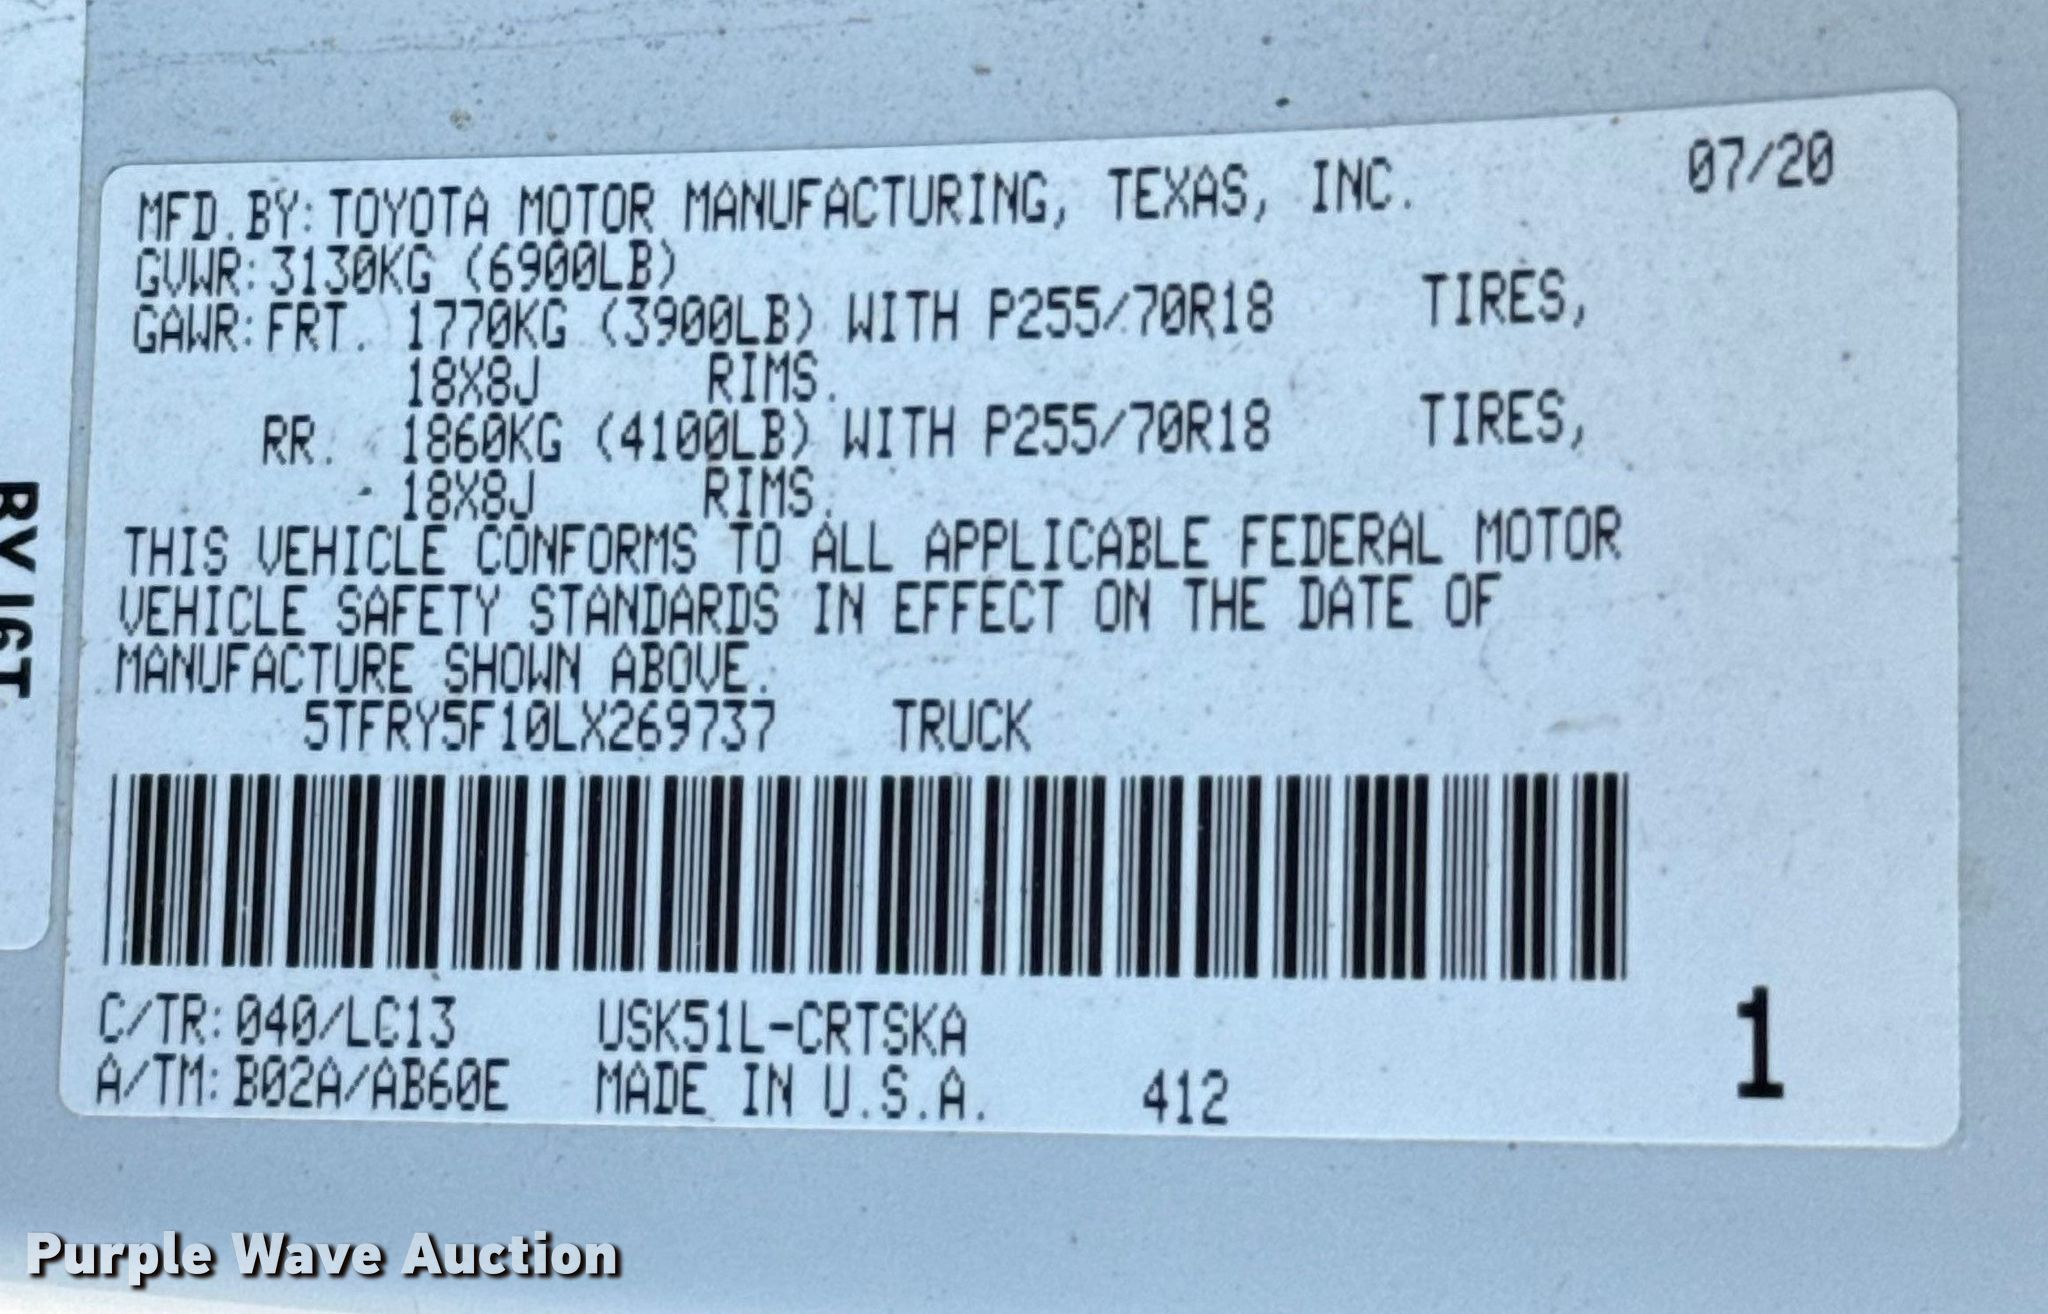 MFD.BY:TOYOTA MOTOR MANUFACTURING, TEXAS, INC. 07/20
GVWR:3130KG (6900LB)
GAWR:FRT. 1770KG (3900LB) WITH P255/70R18 TIRES,
18X8J RIMS.
RR. 1860KG (4100LB) WITH P255/70R18 TIRES,
18X8J RIMS.
THIS VEHICLE CONFORMS TO ALL APPLICABLE FEDERAL MOTOR
VEHICLE SAFETY STANDARDS IN EFFECT ON THE DATE OF
MANUFACTURE SHOWN ABOVE.
5TFRY5F10LX269737 TRUCK
C/TR:040/LC13 USK51L-CRTSKA
A/TM:B02A/AB60E MADE IN U.S.A. 412
1
Purple Wave Auction